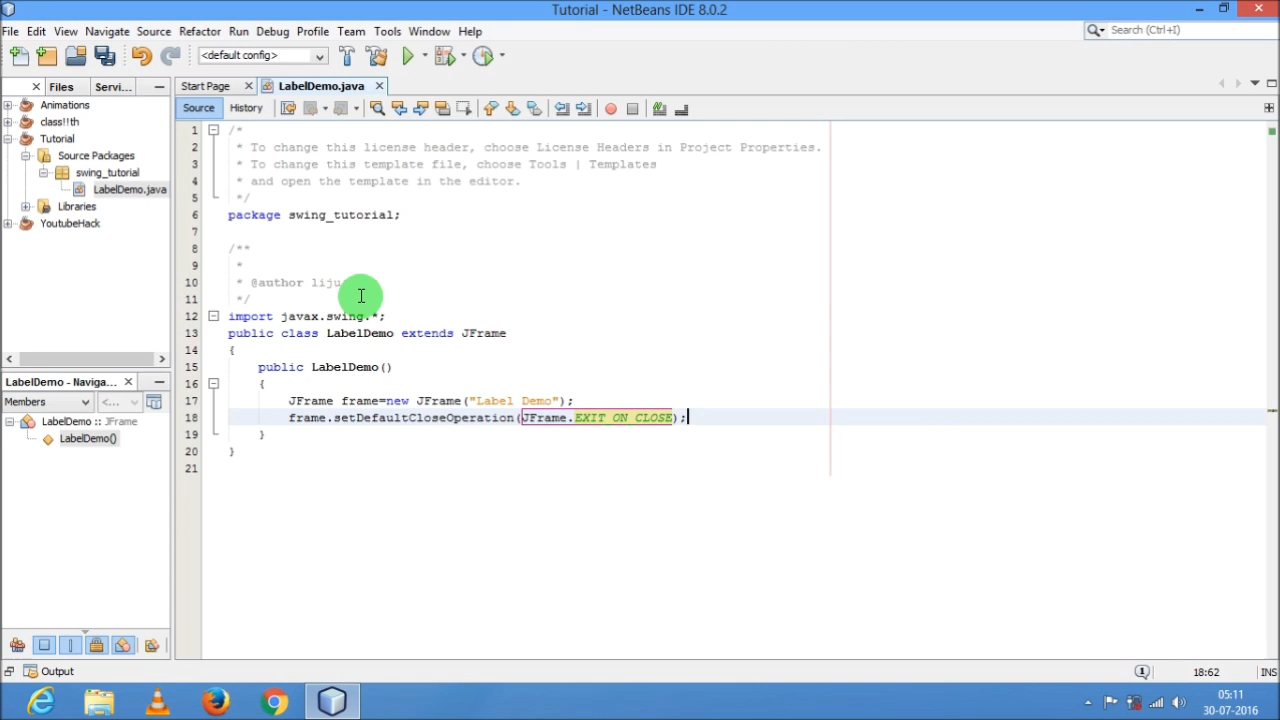 Tutorial - NetBeans IDE 8.0.2
File Edit View Navigate Source Refactor Run Debug Profile Team Tools Window Help
Search (Ctrl+I)
<default config>
Files Servi...
Start Page LabelDemo.java
Source History
Animations
class!!th
Tutorial
Source Packages
swing_tutorial
LabelDemo.java
Libraries
YoutubeHack
1 /*
2 * To change this license header, choose License Headers in Project Properties.
3 * To change this template file, choose Tools | Templates
4 * and open the template in the editor.
5 */
6 package swing_tutorial;
7
8 /**
9 *
10 * @author liju
11 */
12 import javax.swing.*;
13 public class LabelDemo extends JFrame
14 {
15 public LabelDemo()
16 {
17 JFrame frame=new JFrame("Label Demo");
18 frame.setDefaultCloseOperation(JFrame.EXIT_ON_CLOSE);
19 }
20 }
21
LabelDemo - Naviga...
Members <...
LabelDemo :: JFrame
LabelDemo()
Output
1
18:62
INS
05:11
30-07-2016